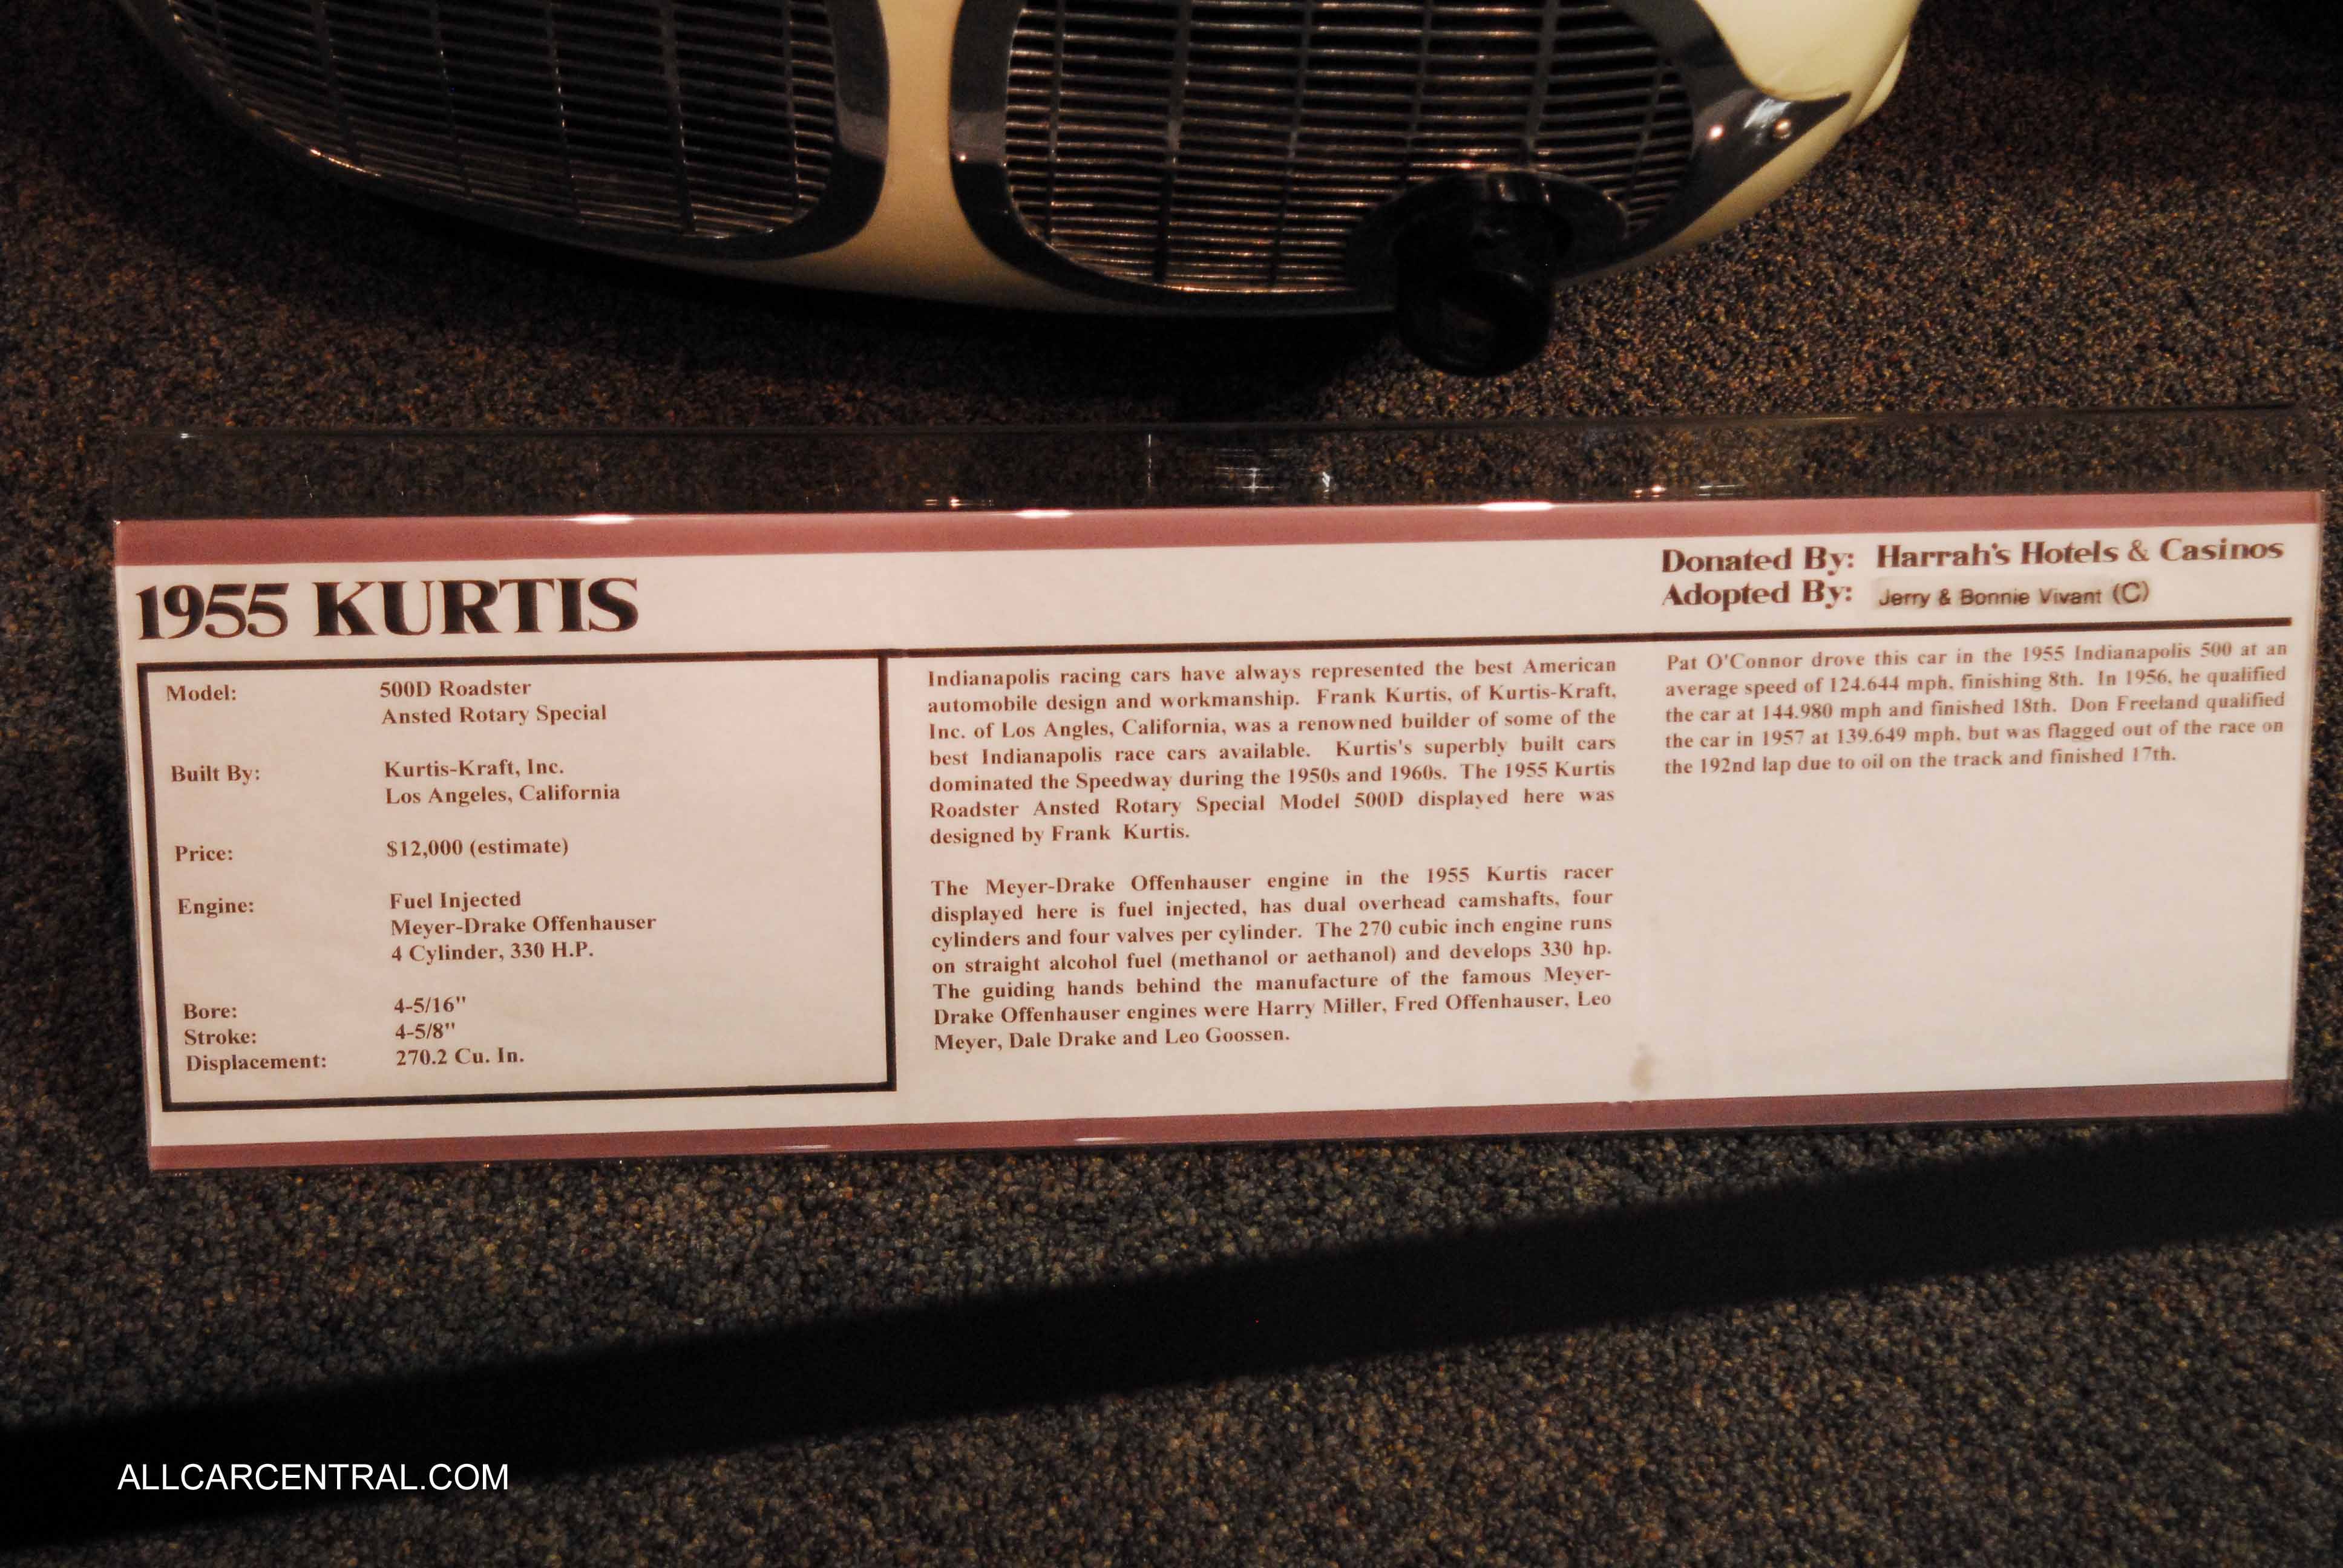 1955 KURTIS
Donated By: Harrah's Hotels & Casinos
Adopted By: Jerry & Bonnie Vivant (C)
Model: 500D Roadster
Ansted Rotary Special
Built By: Kurtis-Kraft, Inc.
Los Angeles, California
Price: $12,000 (estimate)
Engine: Fuel Injected
Meyer-Drake Offenhauser
4 Cylinder, 330 H.P.
Bore: 4-5/16"
Stroke: 4-5/8"
Displacement: 270.2 Cu. In.
Indianapolis racing cars have always represented the best American
automobile design and workmanship. Frank Kurtis, of Kurtis-Kraft,
Inc. of Los Angles, California, was a renowned builder of some of the
best Indianapolis race cars available. Kurtis's superbly built cars
dominated the Speedway during the 1950s and 1960s. The 1955 Kurtis
Roadster Ansted Rotary Special Model 500D displayed here was
designed by Frank Kurtis.
The Meyer-Drake Offenhauser engine in the 1955 Kurtis racer
displayed here is fuel injected, has dual overhead camshafts, four
cylinders and four valves per cylinder. The 270 cubic inch engine runs
on straight alcohol fuel (methanol or aethanol) and develops 330 hp.
The guiding hands behind the manufacture of the famous Meyer-
Drake Offenhauser engines were Harry Miller, Fred Offenhauser, Leo
Meyer, Dale Drake and Leo Goossen.
Pat O'Connor drove this car in the 1955 Indianapolis 500 at an
average speed of 124.644 mph, finishing 8th. In 1956, he qualified
the car at 144.980 mph and finished 18th. Don Freeland qualified
the car in 1957 at 139.649 mph, but was flagged out of the race on
the 192nd lap due to oil on the track and finished 17th.
ALLCARCENTRAL.COM